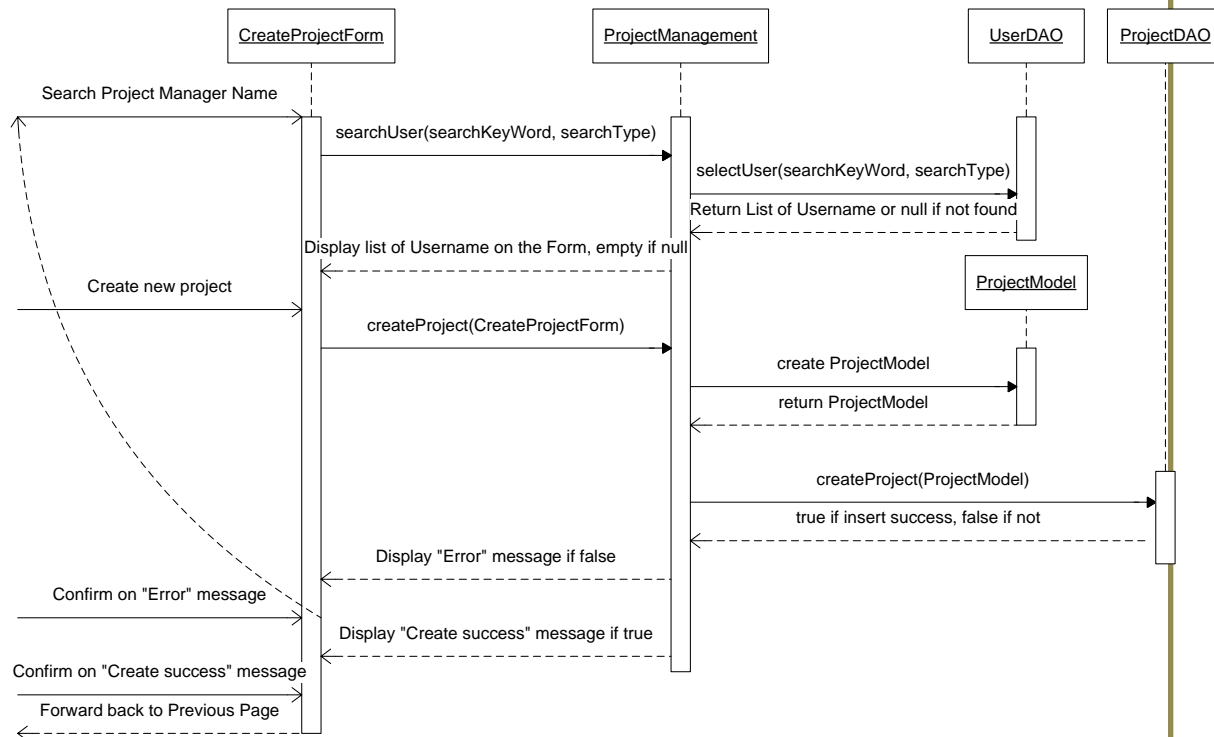 CreateProjectForm
ProjectManagement
UserDAO
ProjectDAO
Search Project Manager Name
searchUser(searchKeyWord, searchType)
selectUser(searchKeyWord, searchType)
Return List of Username or null if not found
Display list of Username on the Form, empty if null
ProjectModel
Create new project
createProject(CreateProjectForm)
create ProjectModel
return ProjectModel
createProject(ProjectModel)
true if insert success, false if not
Display "Error" message if false
Confirm on "Error" message
Display "Create success" message if true
Confirm on "Create success" message
Forward back to Previous Page